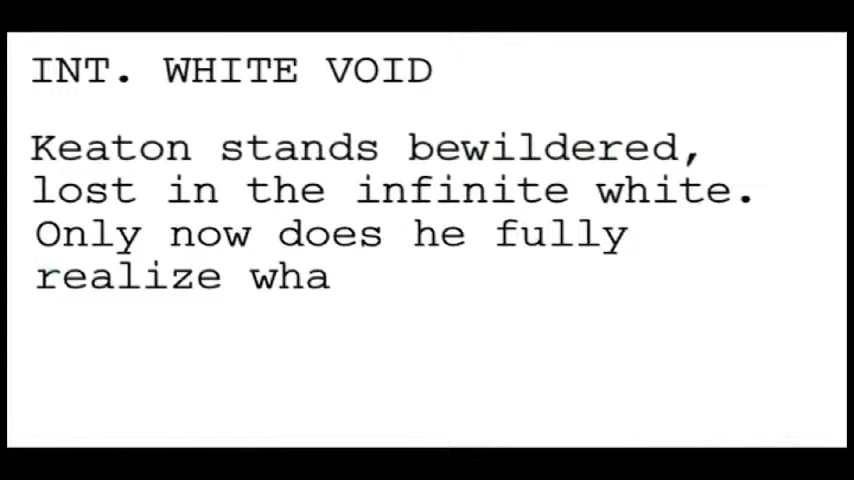 INT. WHITE VOID
Keaton stands bewildered,
lost in the infinite white.
Only now does he fully
realize wha